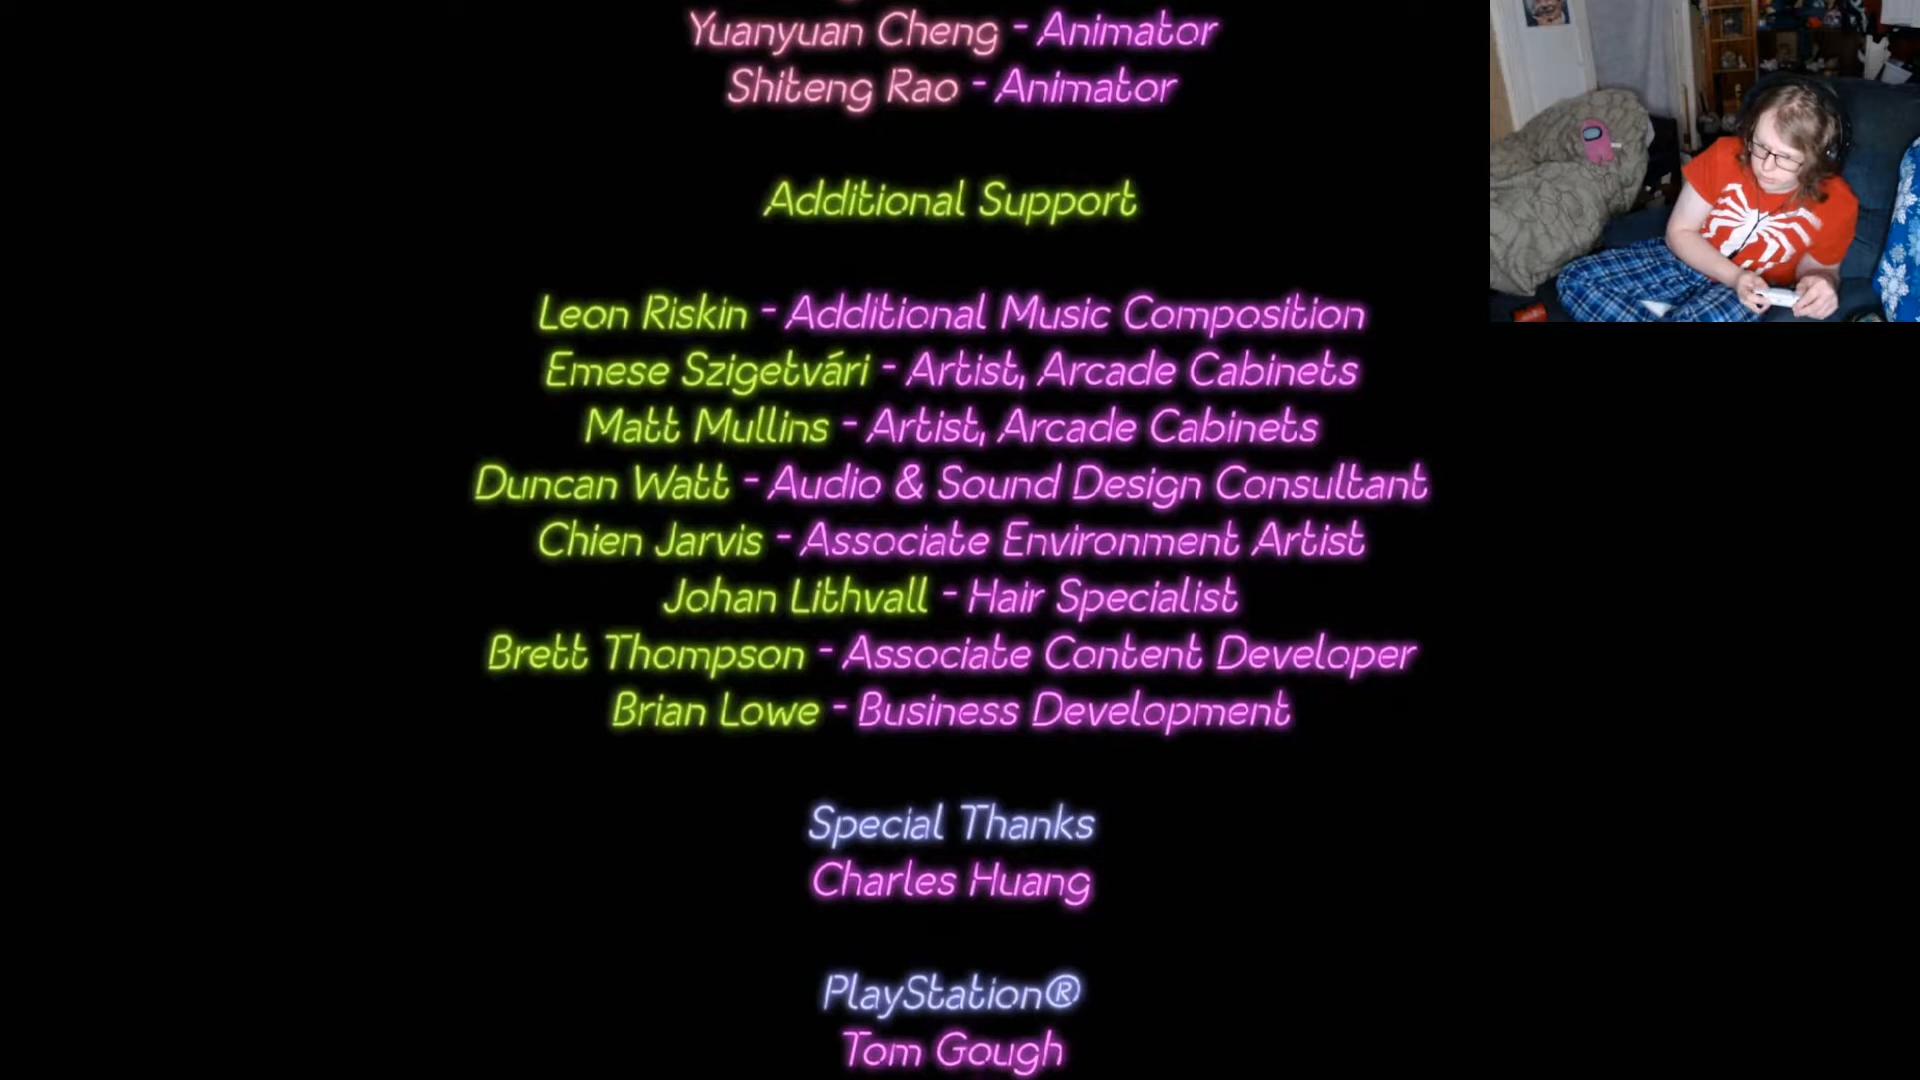 Yuanyuan Cheng - Animator
Shiteng Rao - Animator
Additional Support
Leon Riskin - Additional Music Composition
Emese Szigetvári - Artist, Arcade Cabinets
Matt Mullins - Artist, Arcade Cabinets
Duncan Watt - Audio & Sound Design Consultant
Chien Jarvis - Associate Environment Artist
Johan Lithvall - Hair Specialist
Brett Thompson - Associate Content Developer
Brian Lowe - Business Development
Special Thanks
Charles Huang
PlayStation®
Tom Gough